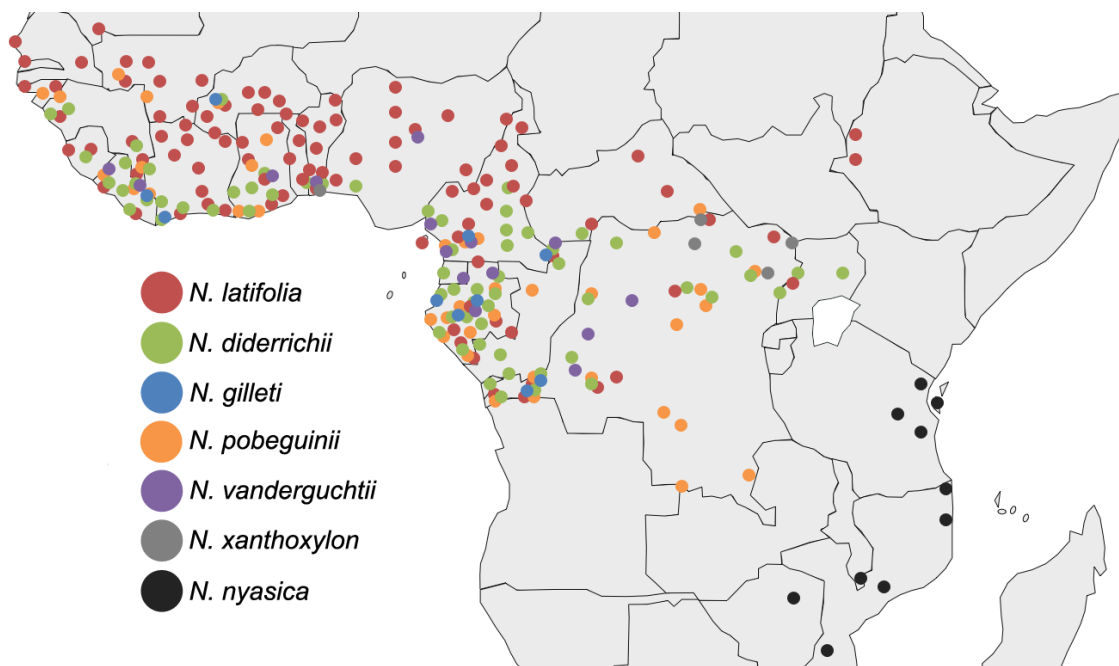 N. latifolia
N. diderrichii
N. gilleti
N. pobeguinii
N. vanderguchtii
N. xanthoxylon
N. nyasica